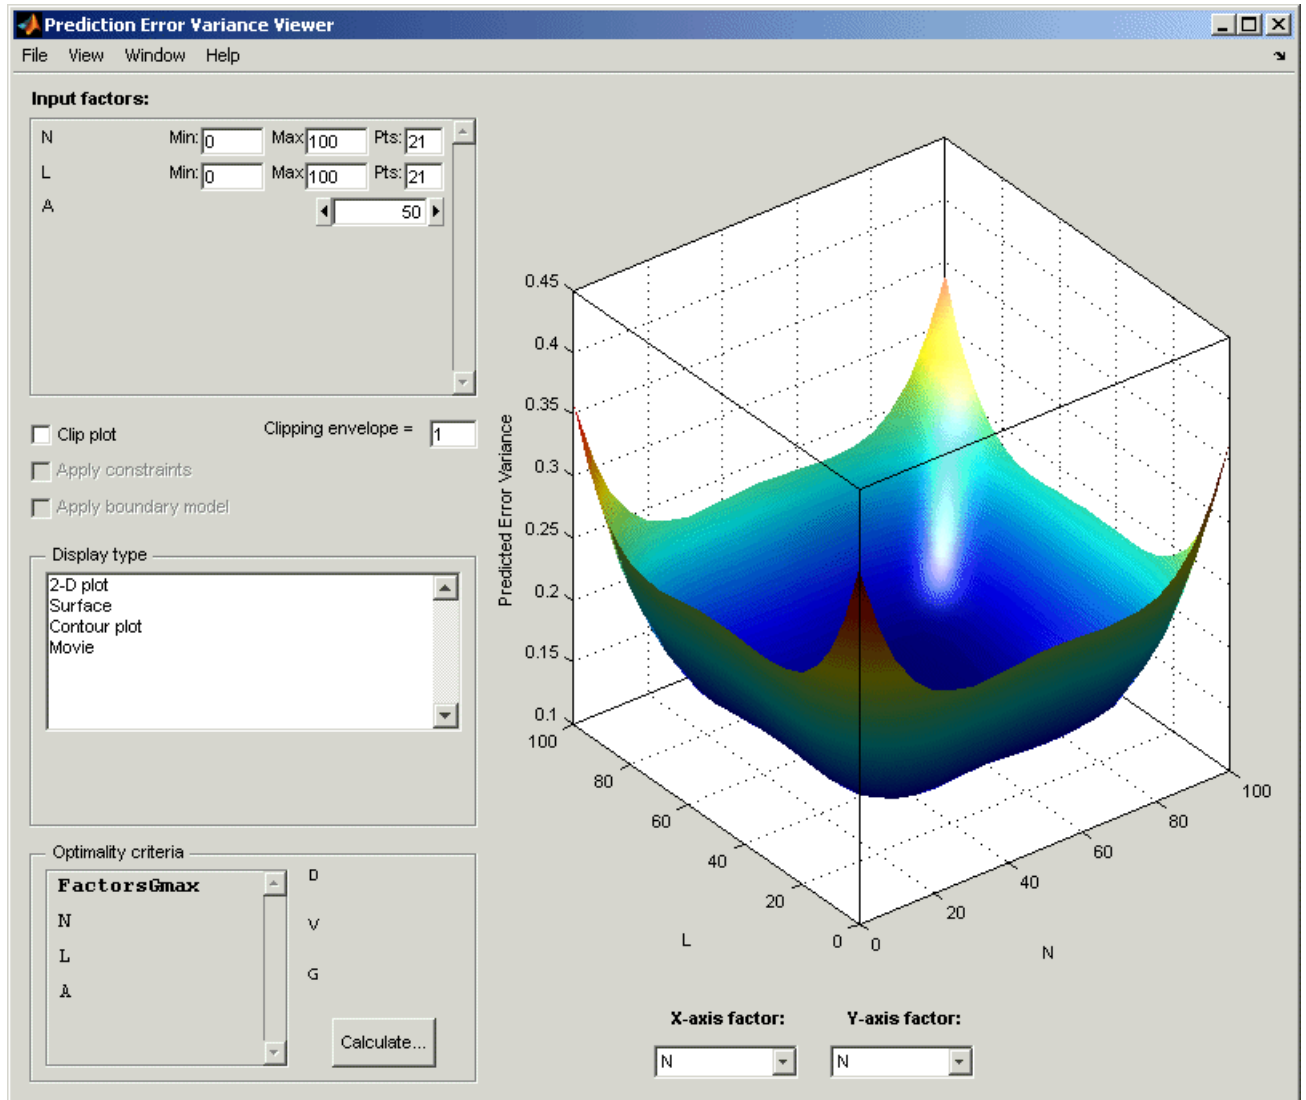 Prediction Error Variance Viewer
File View Window Help
Input factors:
N Min: 0 Max 100 Pts: 21
L Min: 0 Max 100 Pts: 21
A 50
Clip plot Clipping envelope = 1
Apply constraints
Apply boundary model
Display type
2-D plot
Surface
Contour plot
Movie
Optimality criteria
FactorsGmax
N
L
A
D
V
G
Calculate...
Predicted Error Variance
0.45
0.4
0.35
0.3
0.25
0.2
0.15
0.1
100
80
60
40
20
0
L
0
20
40
60
80
100
N
X-axis factor: Y-axis factor:
N N